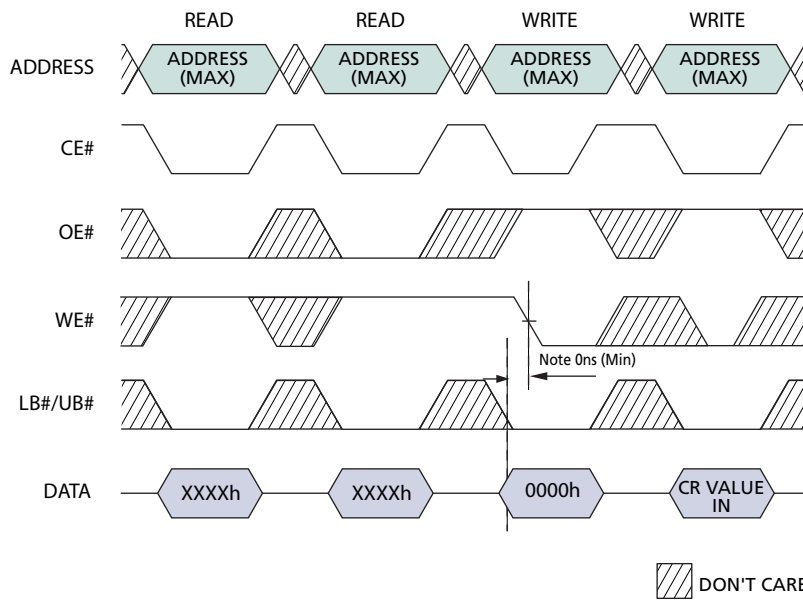 READ READ WRITE WRITE
ADDRESS ADDRESS (MAX) ADDRESS (MAX) ADDRESS (MAX) ADDRESS (MAX)
CE#
OE#
WE#
Note 0ns (Min)
LB#/UB#
DATA XXXXh XXXXh 0000h CR VALUE IN
DON'T CARE